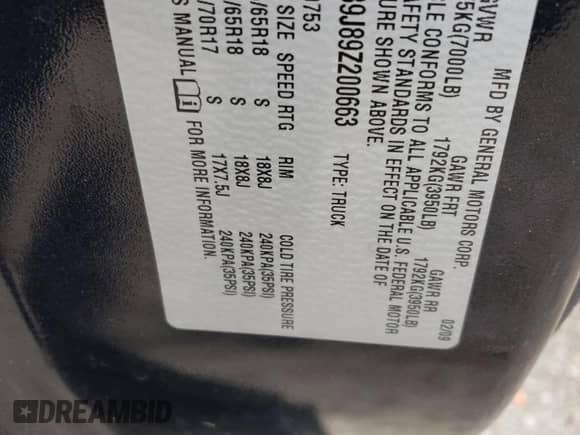 MFD BY GENERAL MOTORS CORP. 02/09
GVWR GAWR FRT GAWR RR
5KG(7000LB) 1792KG(3950LB) 1792KG(3950LB)
CLE CONFORMS TO ALL APPLICABLE U.S. FEDERAL MOTOR
AFETY STANDARDS IN EFFECT ON THE DATE OF
URE SHOWN ABOVE.
3J89Z200663 TYPE: TRUCK
0753
SIZE SPEED RTG RIM COLD TIRE PRESSURE
/65R18 S 18X8J 240KPA(35PSI)
/65R18 S 18X8J 240KPA(35PSI)
/70R17 S 17X7.5J 240KPA(35PSI)
S MANUAL FOR MORE INFORMATION.
DREAMBID